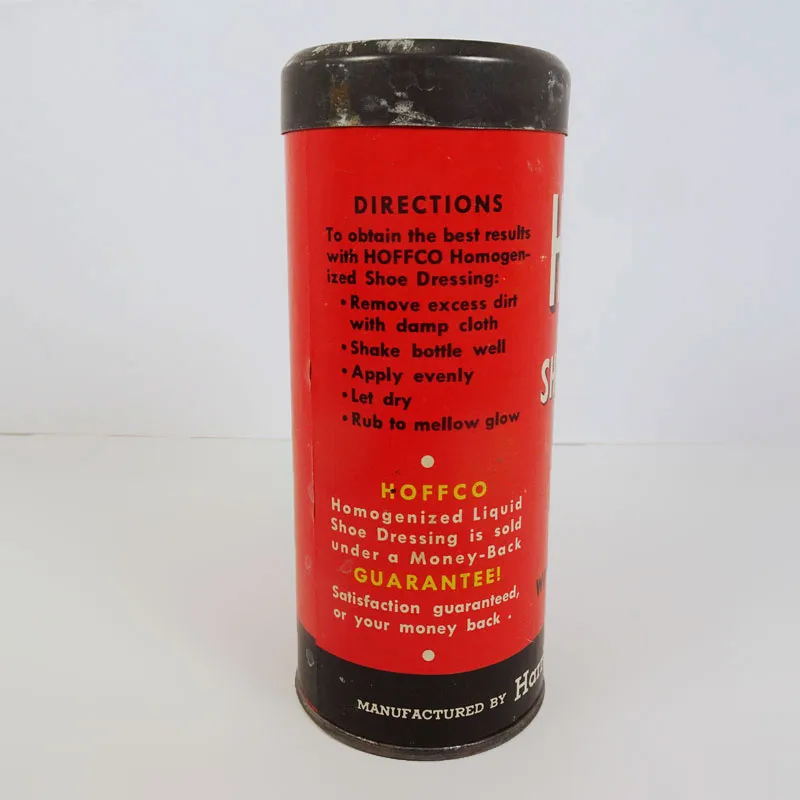 DIRECTIONS
To obtain the best results
with HOFFCO Homogen-
ized Shoe Dressing:
• Remove excess dirt
with damp cloth
• Shake bottle well
• Apply evenly
• Let dry
• Rub to mellow glow
HOFFCO
Homogenized Liquid
Shoe Dressing is sold
under a Money-Back
GUARANTEE!
Satisfaction guaranteed,
or your money back.
MANUFACTURED BY
H
SH